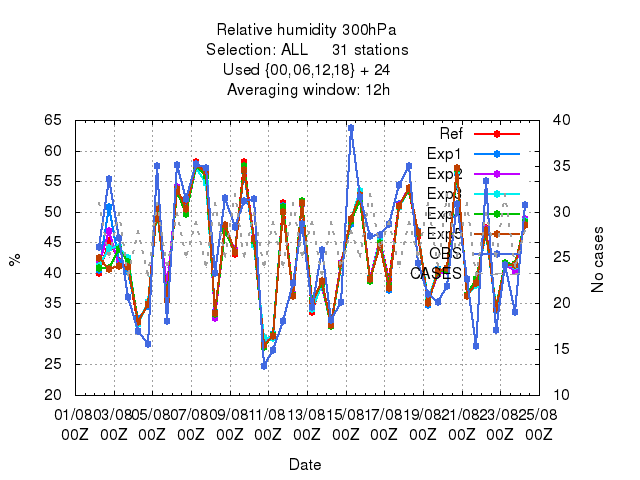 Relative humidity 300hPa
Selection: ALL 31 stations
Used {00,06,12,18} + 24
Averaging window: 12h
65 40
60 35
55
50 30
45
40 25
35 20
30
25 15
20 10
%
No cases
Ref
Exp1
Exp2
Exp3
Exp4
Exp5
OBS
CASES
01/08 03/08 05/08 07/08 09/08 11/08 13/08 15/08 17/08 19/08 21/08 23/08 25/08
00Z 00Z 00Z 00Z 00Z 00Z 00Z 00Z 00Z 00Z 00Z 00Z 00Z
Date